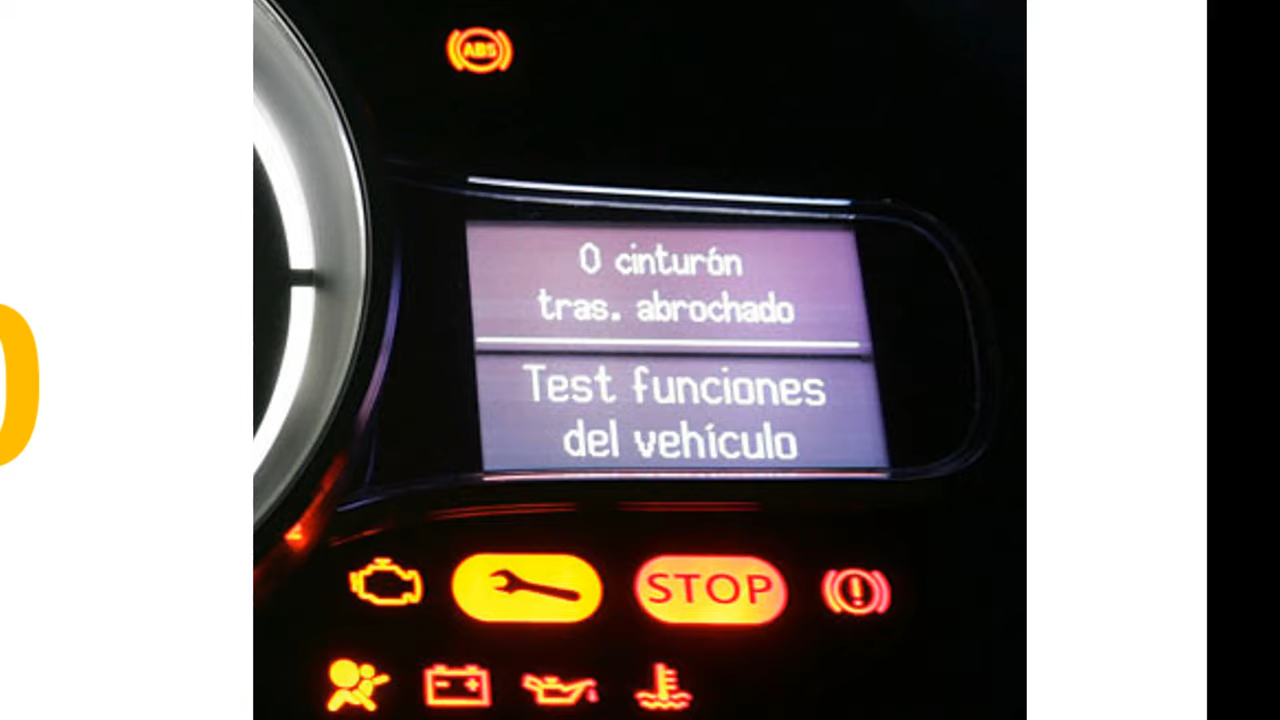 ABS
0 cinturón
tras. abrochado
Test funciones
del vehículo
STOP